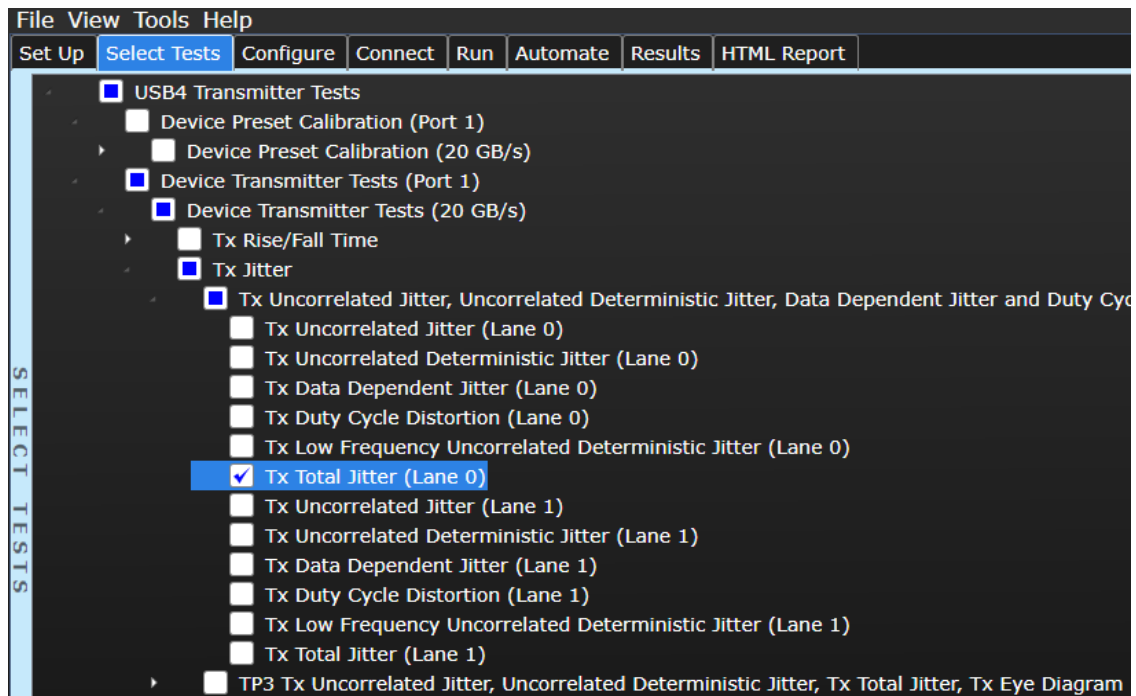 File View Tools Help
Set Up Select Tests Configure Connect Run Automate Results HTML Report
USB4 Transmitter Tests
Device Preset Calibration (Port 1)
Device Preset Calibration (20 GB/s)
Device Transmitter Tests (Port 1)
Device Transmitter Tests (20 GB/s)
Tx Rise/Fall Time
Tx Jitter
Tx Uncorrelated Jitter, Uncorrelated Deterministic Jitter, Data Dependent Jitter and Duty Cyc
Tx Uncorrelated Jitter (Lane 0)
Tx Uncorrelated Deterministic Jitter (Lane 0)
Tx Data Dependent Jitter (Lane 0)
Tx Duty Cycle Distortion (Lane 0)
Tx Low Frequency Uncorrelated Deterministic Jitter (Lane 0)
Tx Total Jitter (Lane 0)
Tx Uncorrelated Jitter (Lane 1)
Tx Uncorrelated Deterministic Jitter (Lane 1)
Tx Data Dependent Jitter (Lane 1)
Tx Duty Cycle Distortion (Lane 1)
Tx Low Frequency Uncorrelated Deterministic Jitter (Lane 1)
Tx Total Jitter (Lane 1)
TP3 Tx Uncorrelated Jitter, Uncorrelated Deterministic Jitter, Tx Total Jitter, Tx Eye Diagram
SELECT TESTS